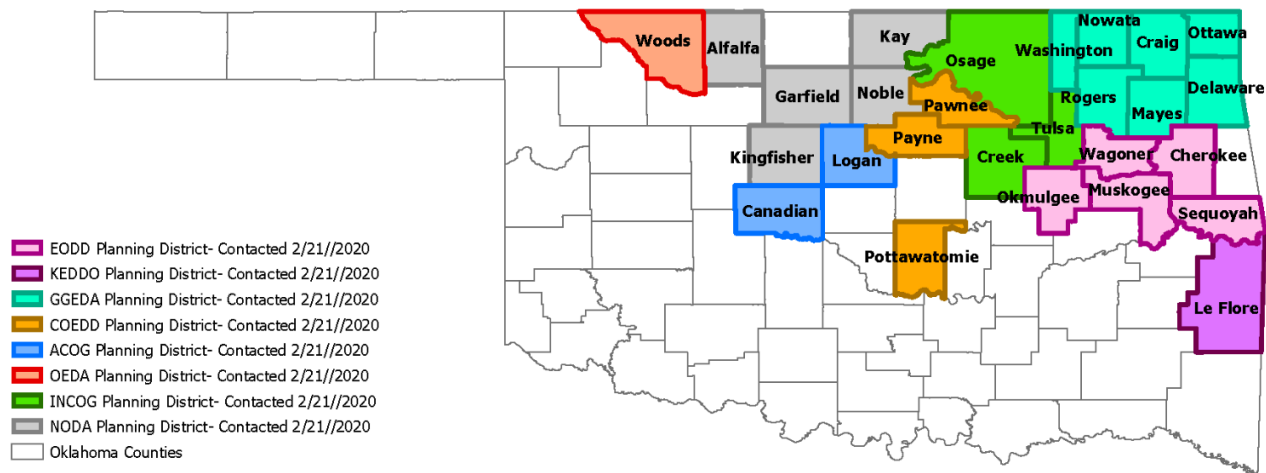 Woods
Alfalfa
Kay
Nowata
Ottawa
Washington
Craig
Osage
Garfield
Noble
Pawnee
Rogers
Delaware
Mayes
Tulsa
Payne
Kingfisher
Logan
Creek
Wagoner
Cherokee
Okmulgee
Muskogee
Canadian
Sequoyah
Pottawatomie
Le Flore
EODD Planning District- Contacted 2/21//2020
KEDDO Planning District- Contacted 2/21//2020
GGEDA Planning District- Contacted 2/21//2020
COEDD Planning District- Contacted 2/21//2020
ACOG Planning District- Contacted 2/21//2020
OEDA Planning District- Contacted 2/21//2020
INCOG Planning District- Contacted 2/21//2020
NODA Planning District- Contacted 2/21//2020
Oklahoma Counties